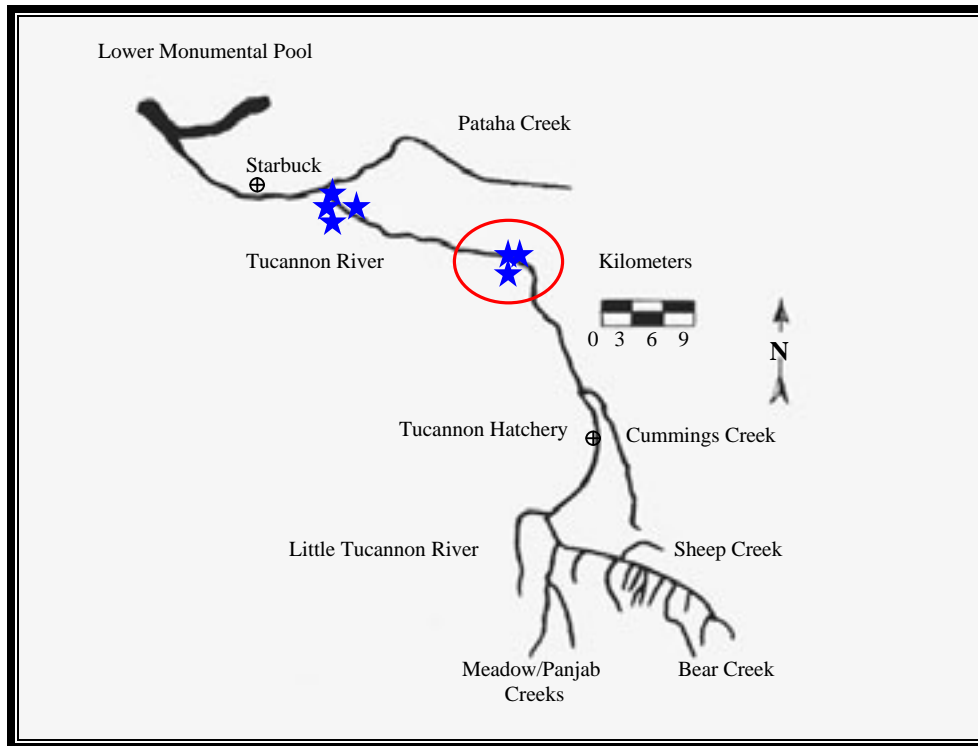 Lower Monumental Pool
Pataha Creek
Starbuck
Tucannon River
Kilometers
0 3 6 9
N
Tucannon Hatchery
Cummings Creek
Little Tucannon River
Sheep Creek
Meadow/Panjab
Creeks
Bear Creek